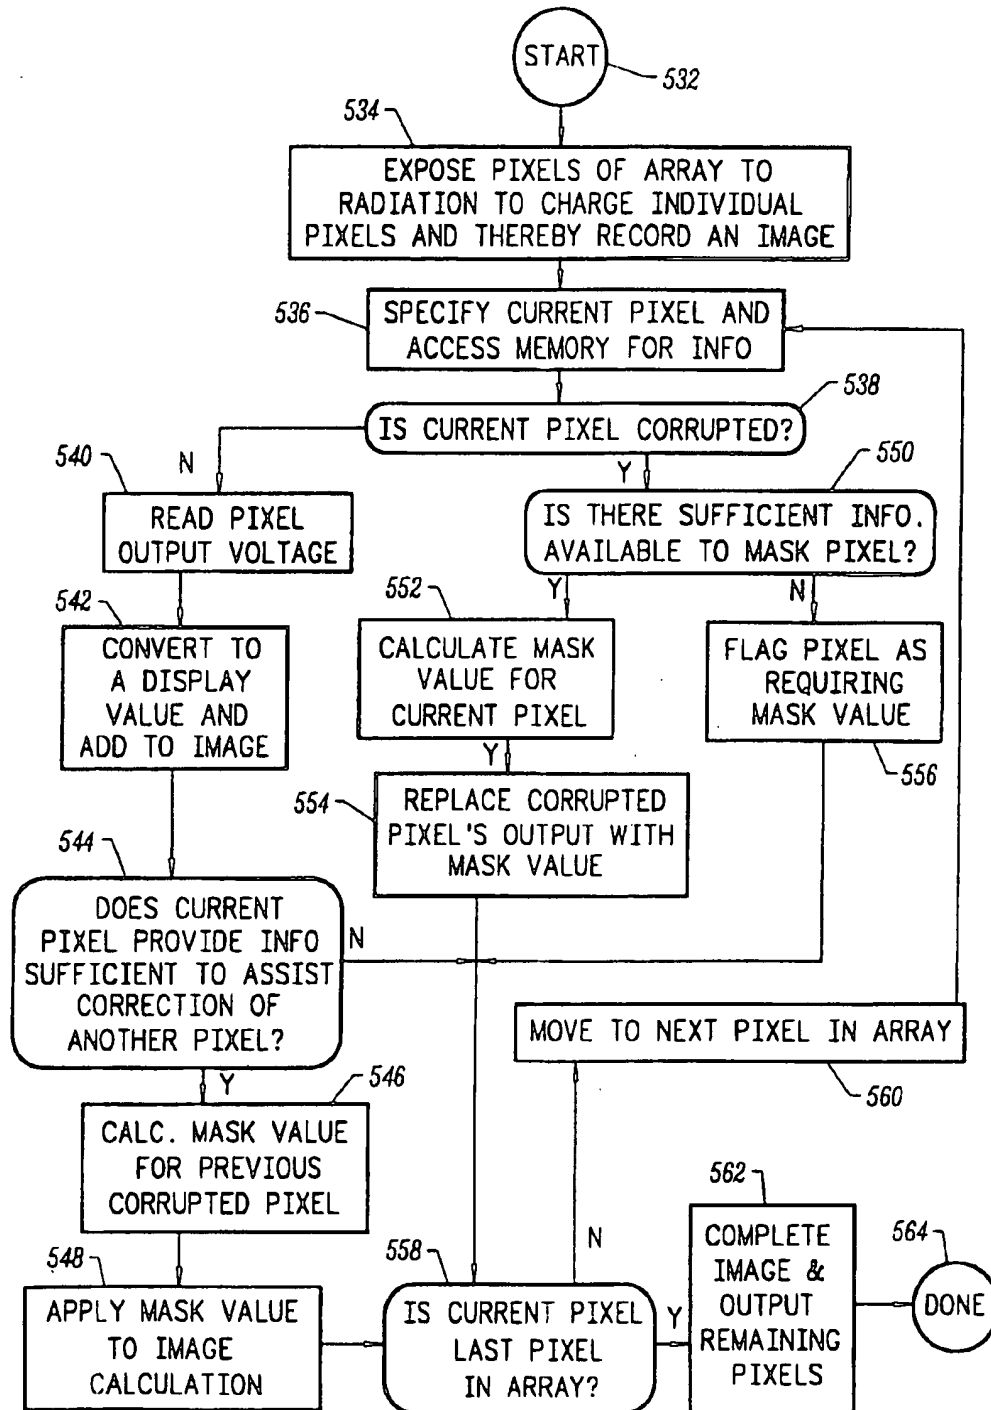 START
532
534
EXPOSE PIXELS OF ARRAY TO
RADIATION TO CHARGE INDIVIDUAL
PIXELS AND THEREBY RECORD AN IMAGE
536
SPECIFY CURRENT PIXEL AND
ACCESS MEMORY FOR INFO
538
IS CURRENT PIXEL CORRUPTED?
N
Y
540
READ PIXEL
OUTPUT VOLTAGE
550
IS THERE SUFFICIENT INFO.
AVAILABLE TO MASK PIXEL?
Y
N
542
CONVERT TO
A DISPLAY
VALUE AND
ADD TO IMAGE
552
CALCULATE MASK
VALUE FOR
CURRENT PIXEL
Y
FLAG PIXEL AS
REQUIRING
MASK VALUE
556
554
REPLACE CORRUPTED
PIXEL'S OUTPUT WITH
MASK VALUE
544
DOES CURRENT
PIXEL PROVIDE INFO
SUFFICIENT TO ASSIST
CORRECTION OF
ANOTHER PIXEL?
N
Y
MOVE TO NEXT PIXEL IN ARRAY
560
546
CALC. MASK VALUE
FOR PREVIOUS
CORRUPTED PIXEL
548
APPLY MASK VALUE
TO IMAGE
CALCULATION
558
IS CURRENT PIXEL
LAST PIXEL
IN ARRAY?
N
Y
562
COMPLETE
IMAGE &
OUTPUT
REMAINING
PIXELS
564
DONE